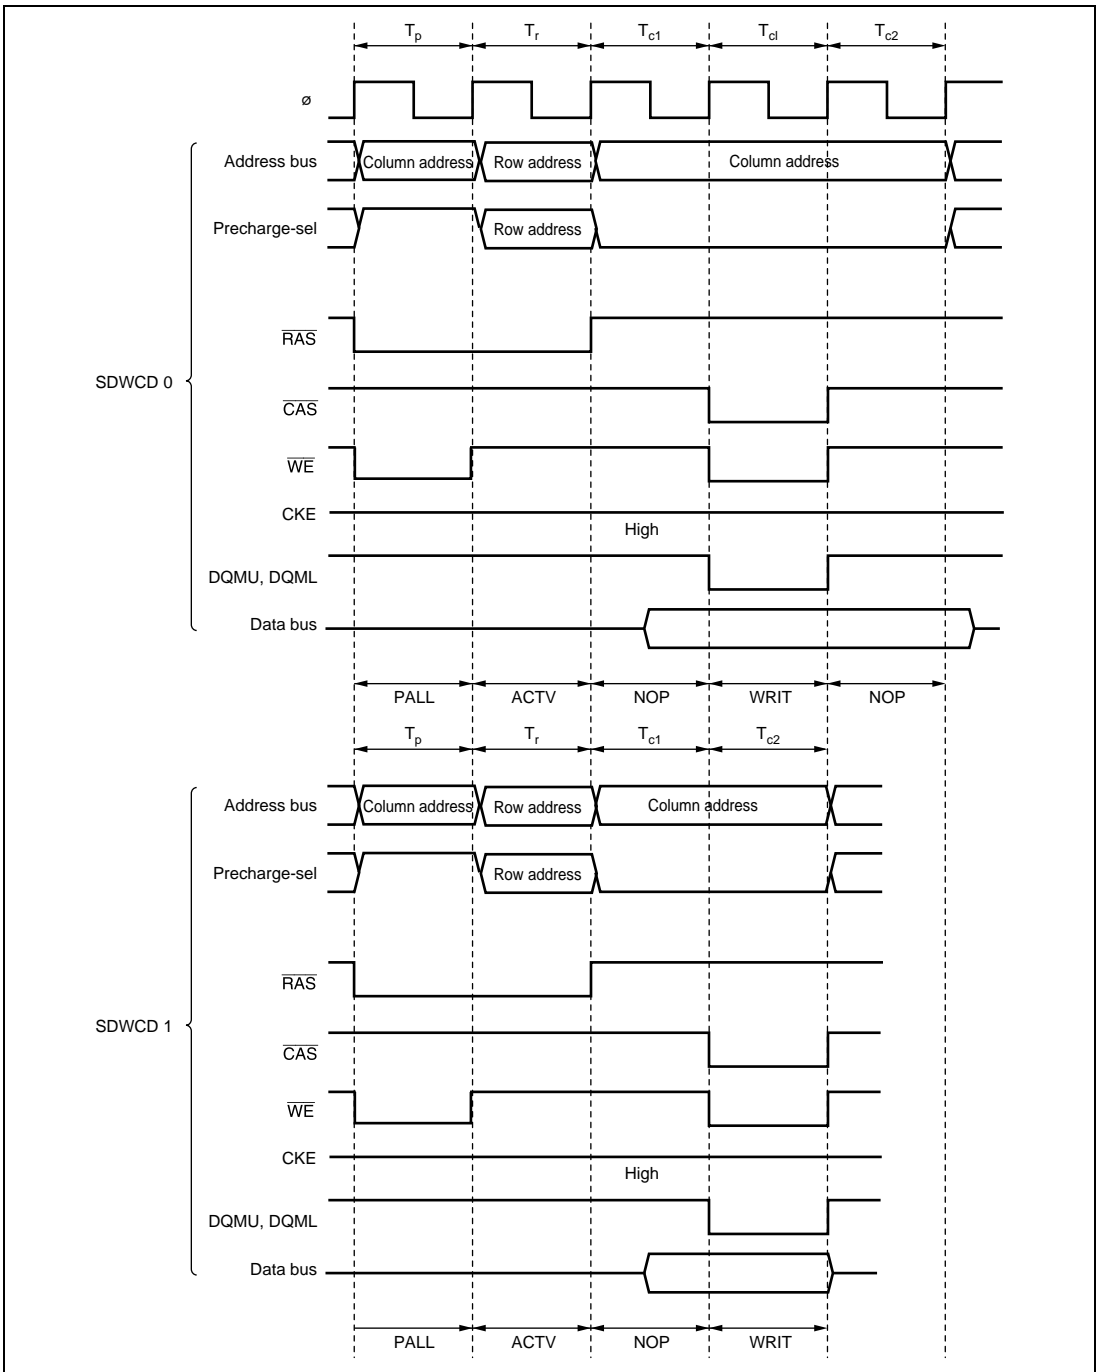 Tp Tr Tc1 Tcl Tc2
ø
Address bus Column address Row address Column address
Precharge-sel Row address
RAS
SDWCD 0
CAS
WE
CKE
High
DQMU, DQML
Data bus
PALL ACTV NOP WRIT NOP
Tp Tr Tc1 Tc2
Address bus Column address Row address Column address
Precharge-sel Row address
RAS
SDWCD 1
CAS
WE
CKE
High
DQMU, DQML
Data bus
PALL ACTV NOP WRIT